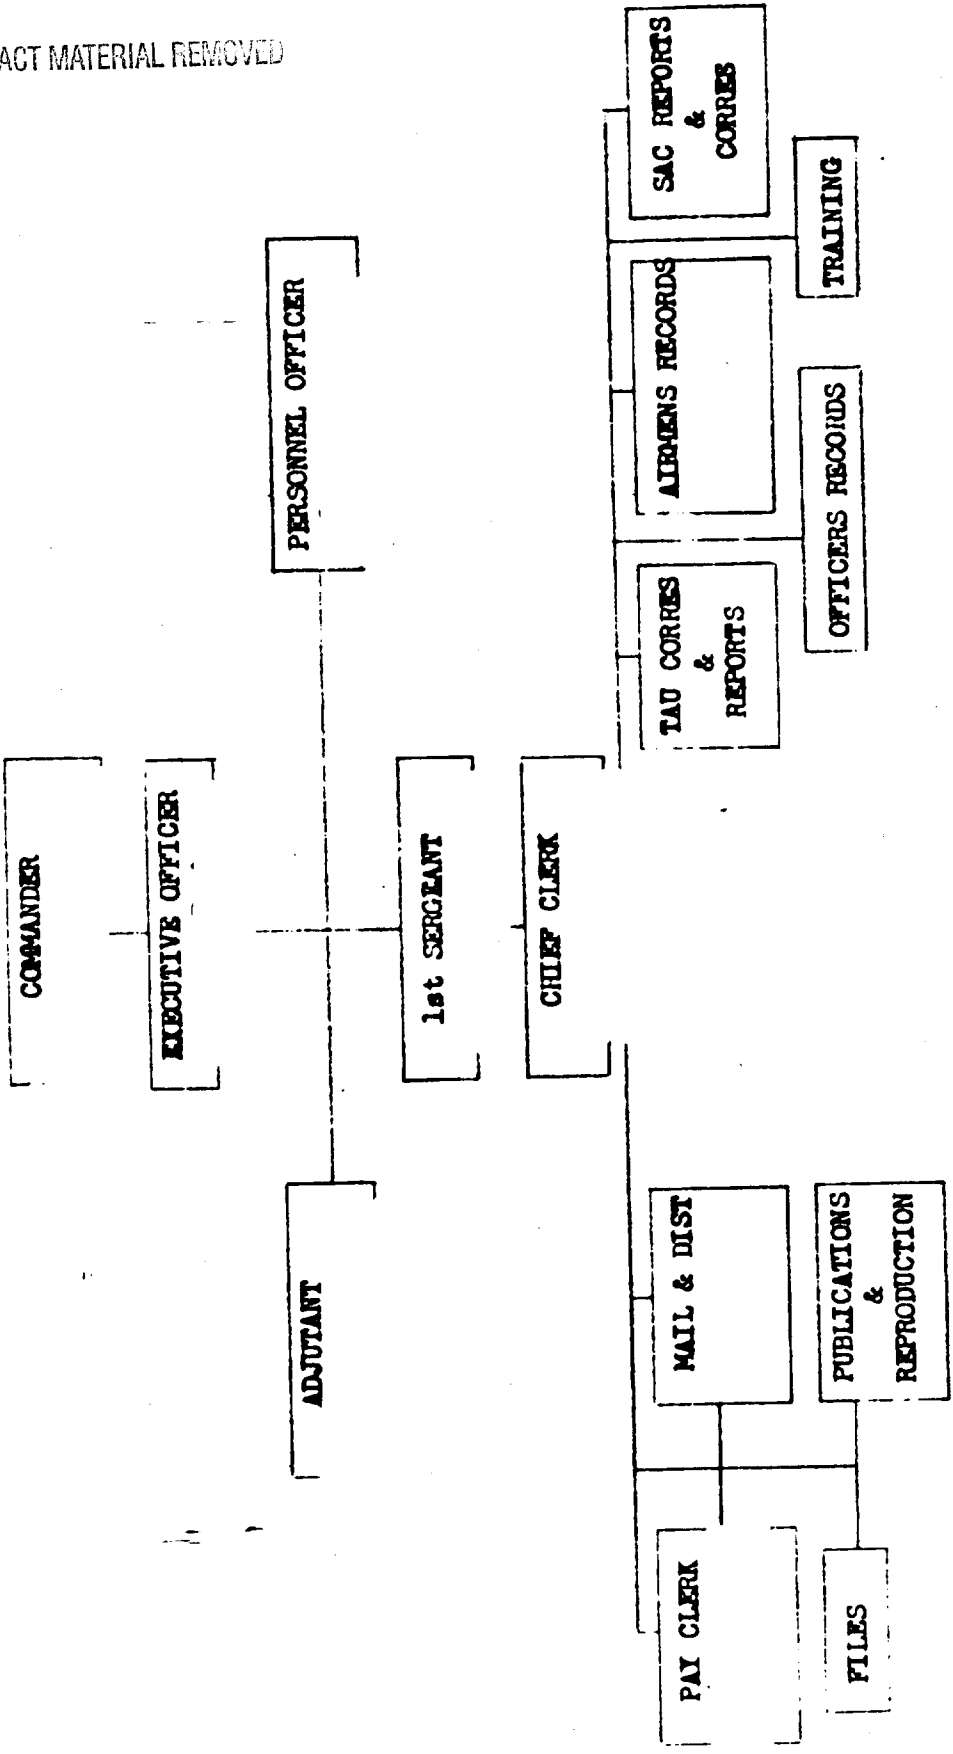 ACT MATERIAL REMOVED
COMMANDER
EXECUTIVE OFFICER
ADJUTANT
PERSONNEL OFFICER
1st SERGEANT
CHIEF CLERK
PAY CLERK
MAIL & DIST
TAU CORRES
&
REPORTS
AIRMENS RECORDS
SAC REPORTS
&
CORRES
FILES
PUBLICATIONS
&
REPRODUCTION
OFFICERS RECORDS
TRAINING